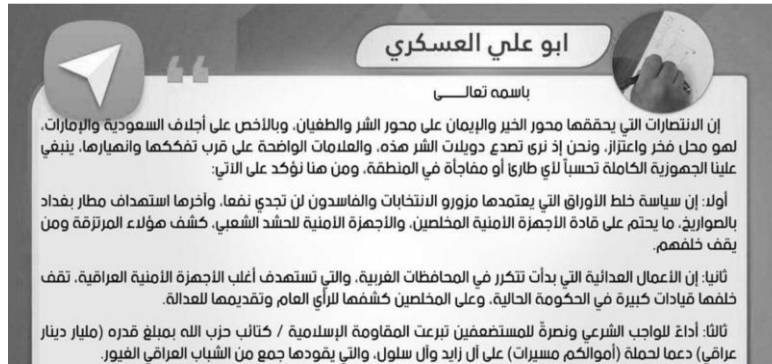 ابو علي العسكري
باسمه تعالـــــى
إن الانتصارات التي يحققها محور الخير والإيمان على محور الشر والطغيان، وبالأخص على أجلاف السعودية والإمارات،
لهو محل فخر واعتزاز، ونحن إذ نرى تصدع دويلات الشر هذه، والعلامات الواضحة على قرب تفككها وانهيارها، ينبغي
علينا الجهوزية الكاملة تحسباً لأي طارئ أو مفاجأة في المنطقة، ومن هنا نؤكد على الآتي:
أولا: إن سياسة خلط الأوراق التي يعتمدها مزورو الانتخابات والفاسدون لن تجدي نفعا، وآخرها استهداف مطار بغداد
بالصواريخ، ما يحتم على قادة الأجهزة الأمنية المخلصين، والأجهزة الأمنية للحشد الشعبي، كشف هؤلاء المرتزقة ومن
يقف خلفهم.
ثانيا: إن الأعمال العدائية التي بدأت تتكرر في المحافظات الغربية، والتي تستهدف أغلب الأجهزة الأمنية العراقية، تقف
خلفها قيادات كبيرة في الحكومة الحالية، وعلى المخلصين كشفها للرأي العام وتقديمها للعدالة.
ثالثا: أداءً للواجب الشرعي ونصرةً للمستضعفين تبرعت المقاومة الإسلامية / كتائب حزب الله بمبلغ قدره (مليار دينار
عراقي) دعما لحملة (أموالكم مسيرات) على آل زايد وآل سلول، والتي يقودها جمع من الشباب العراقي الغيور.